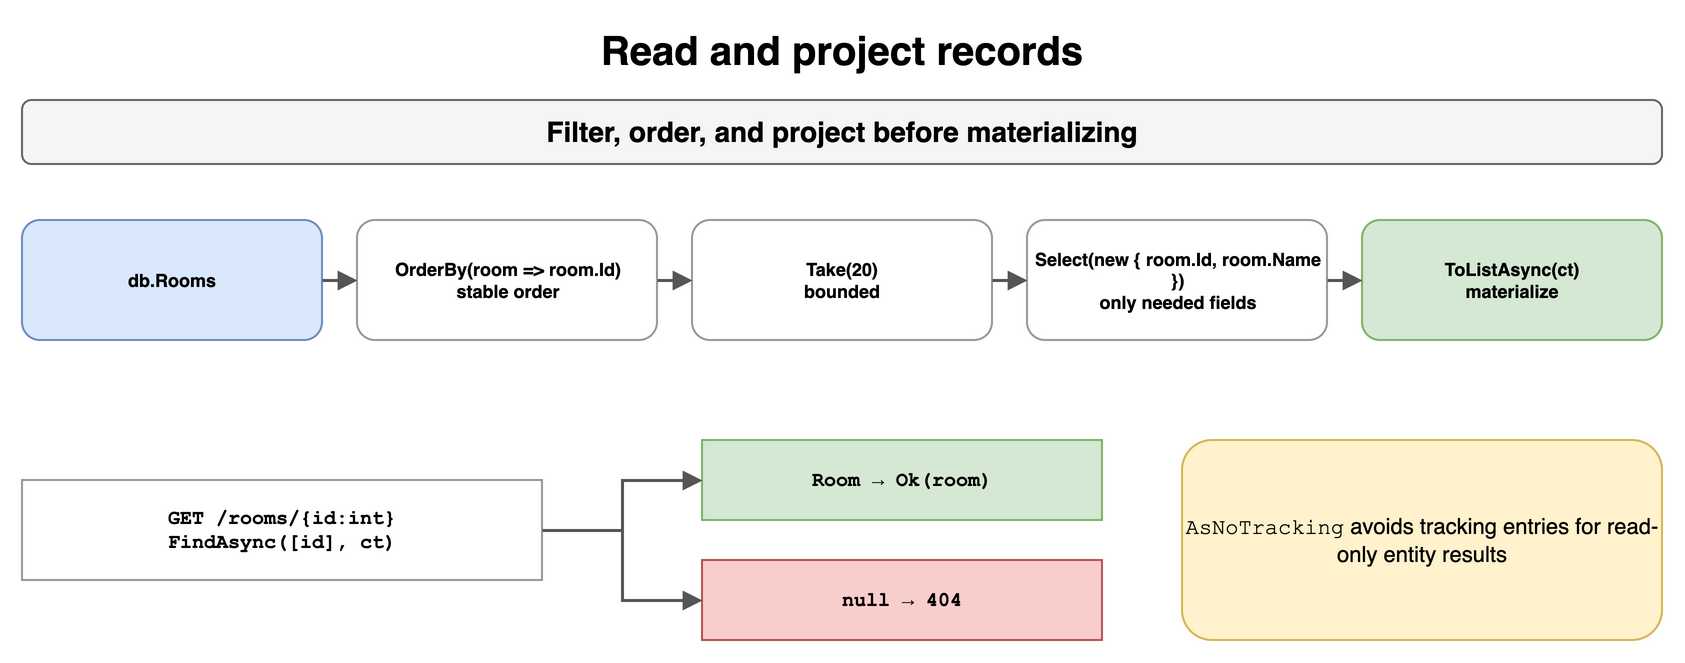 Read and project records
Filter, order, and project before materializing
db.Rooms
OrderBy(room => room.Id)
stable order
Take(20)
bounded
Select(new { room.Id, room.Name
})
only needed fields
ToListAsync(ct)
materialize
GET /rooms/{id:int}
FindAsync([id], ct)
Room → Ok(room)
null → 404
AsNoTracking avoids tracking entries for read-
only entity results